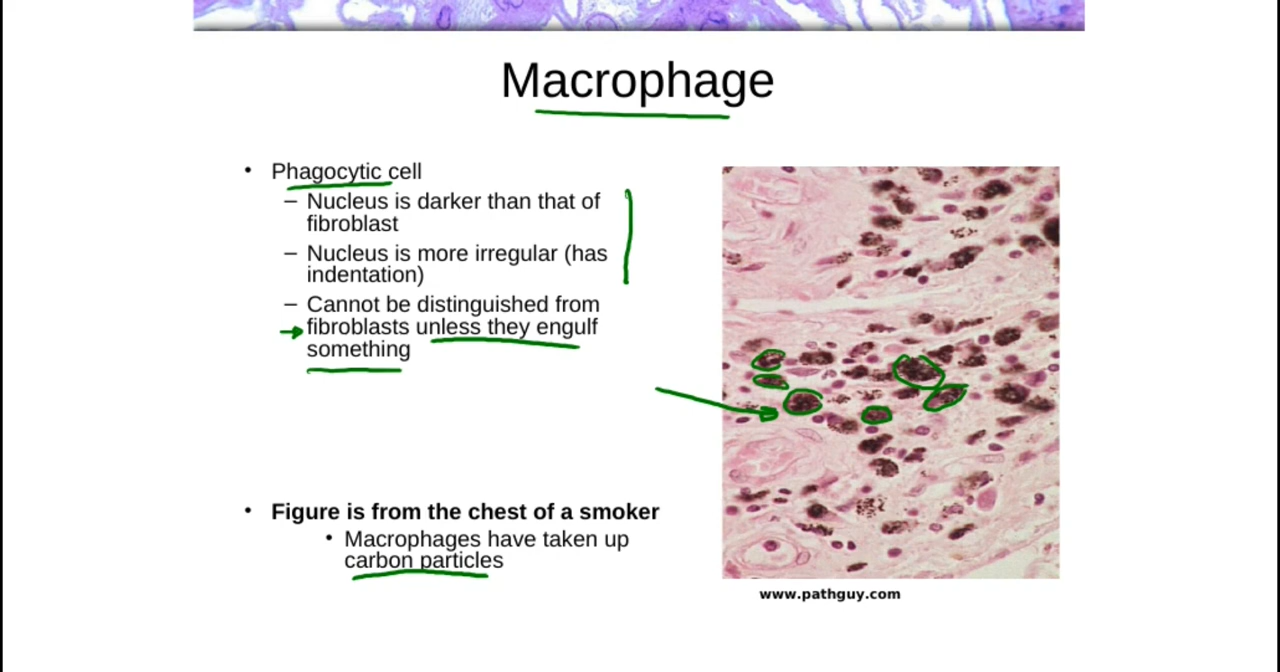 Macrophage
• Phagocytic cell
– Nucleus is darker than that of
fibroblast
– Nucleus is more irregular (has
indentation)
– Cannot be distinguished from
fibroblasts unless they engulf
something
• Figure is from the chest of a smoker
• Macrophages have taken up
carbon particles
www.pathguy.com